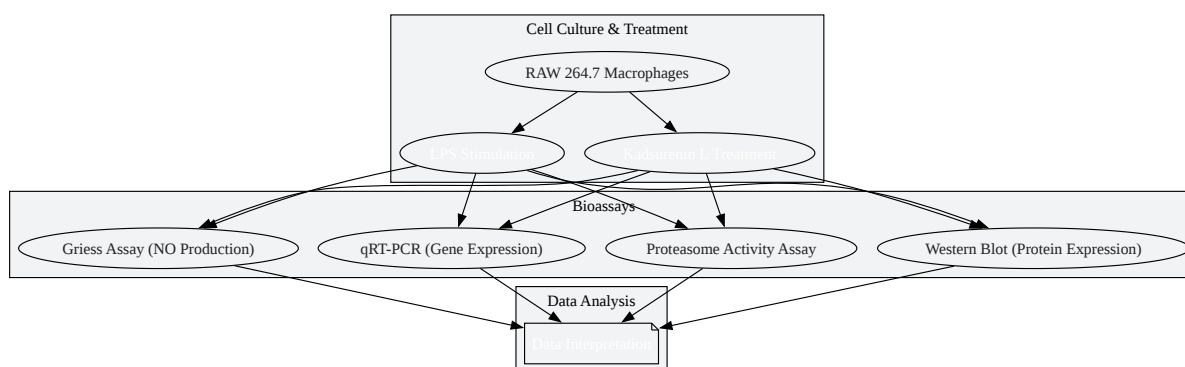 Cell Culture & Treatment
RAW 264.7 Macrophages
LPS Stimulation
Kadsurenin L Treatment
Bioassays
Griess Assay (NO Production)
qRT-PCR (Gene Expression)
Proteasome Activity Assay
Western Blot (Protein Expression)
Data Analysis
Data Interpretation